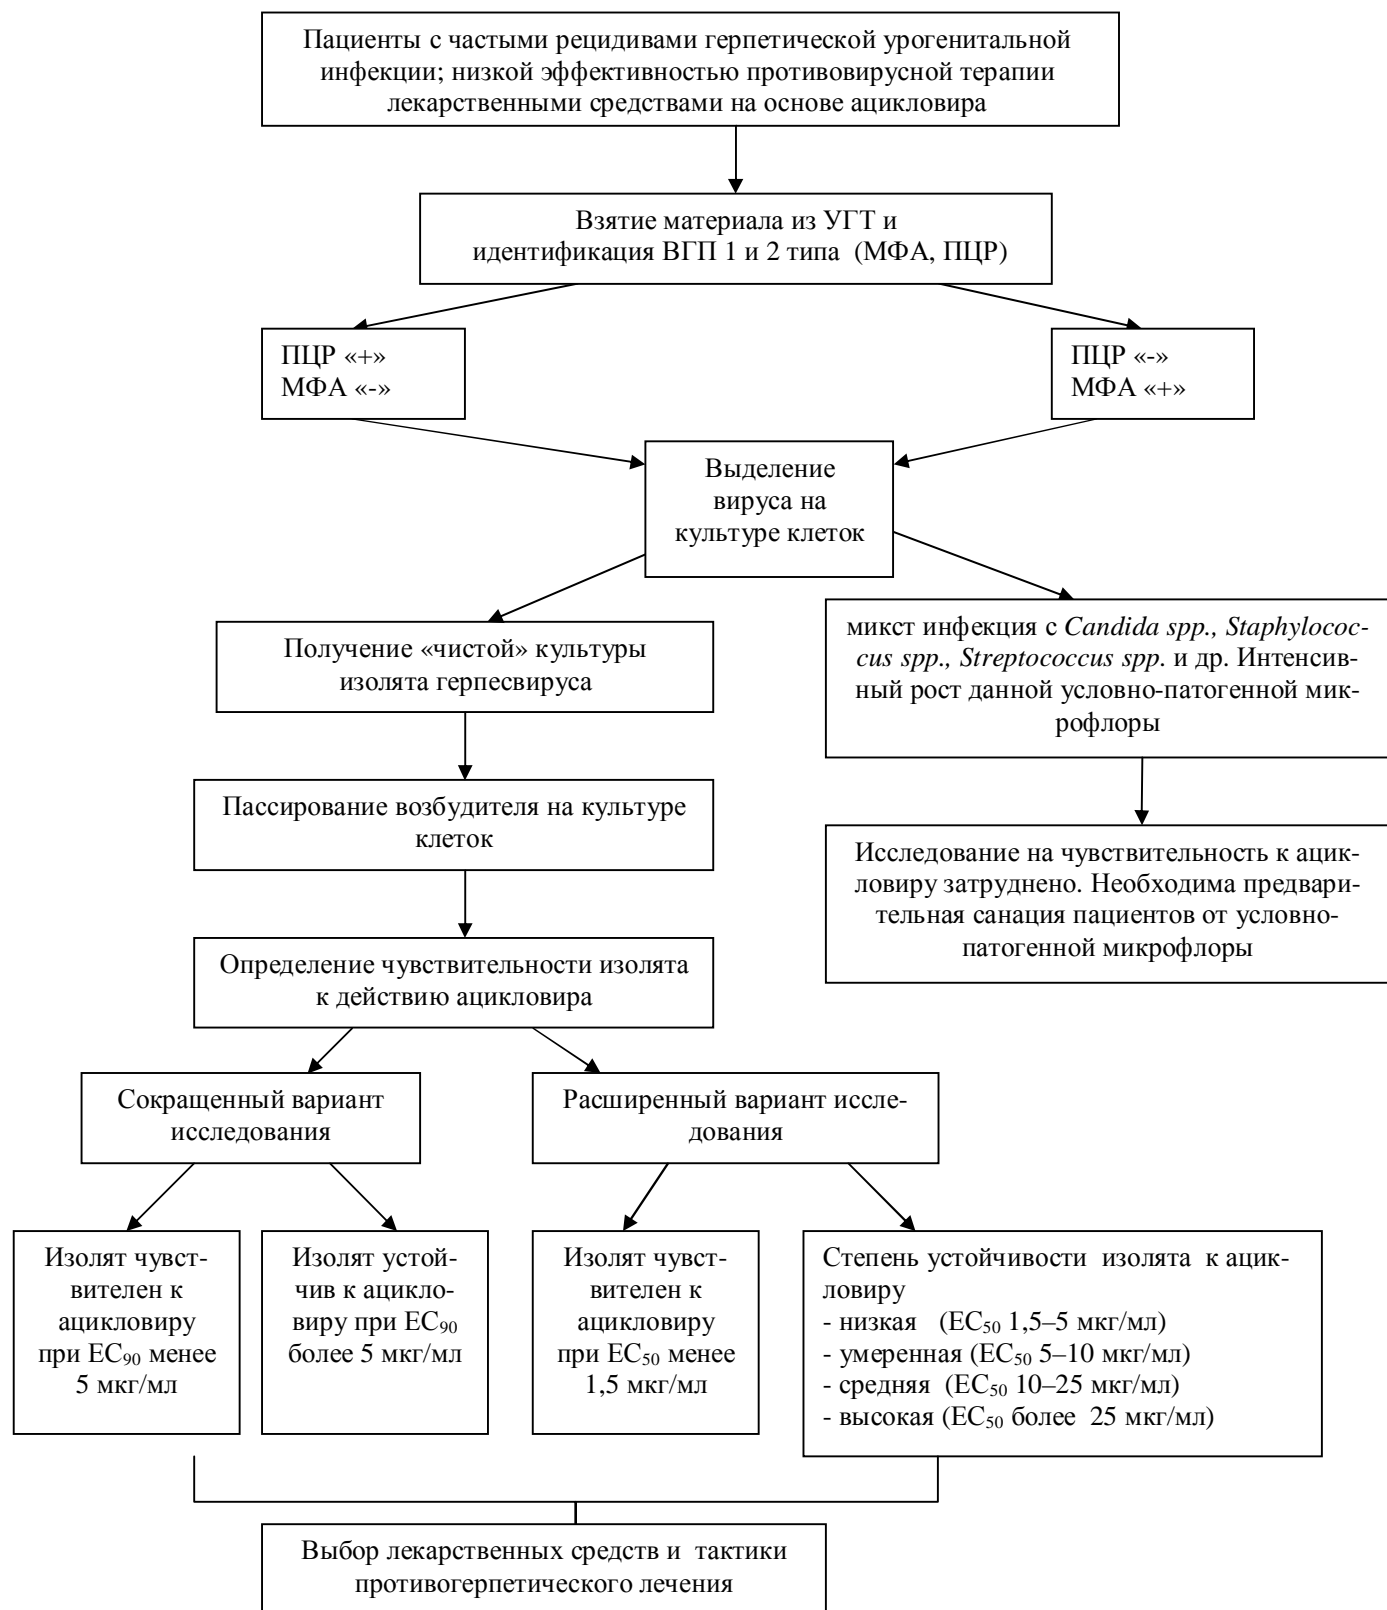 Пациенты с частыми рецидивами герпетической урогенитальной
инфекции; низкой эффективностью противовирусной терапии
лекарственными средствами на основе ацикловира
Взятие материала из УГТ и
идентификация ВГП 1 и 2 типа (МФА, ПЦР)
ПЦР «+»
МФА «-»
ПЦР «-»
МФА «+»
Выделение
вируса на
культуре клеток
Получение «чистой» культуры
изолята герпесвируса
микст инфекция с Candida spp., Staphylococ-
cus spp., Streptococcus spp. и др. Интенсив-
ный рост данной условно-патогенной мик-
рофлоры
Пассирование возбудителя на культуре
клеток
Исследование на чувствительность к ацик-
ловиру затруднено. Необходима предвари-
тельная санация пациентов от условно-
патогенной микрофлоры
Определение чувствительности изолята
к действию ацикловира
Сокращенный вариант
исследования
Расширенный вариант иссле-
дования
Изолят чувст-
вителен к
ацикловиру
при EC₉₀ менее
5 мкг/мл
Изолят устой-
чив к ацикло-
виру при EC₉₀
более 5 мкг/мл
Изолят чувст-
вителен к
ацикловиру
при EC₅₀ менее
1,5 мкг/мл
Степень устойчивости изолята к ацик-
ловиру
- низкая (EC₅₀ 1,5–5 мкг/мл)
- умеренная (EC₅₀ 5–10 мкг/мл)
- средняя (EC₅₀ 10–25 мкг/мл)
- высокая (EC₅₀ более 25 мкг/мл)
Выбор лекарственных средств и тактики
противогерпетического лечения